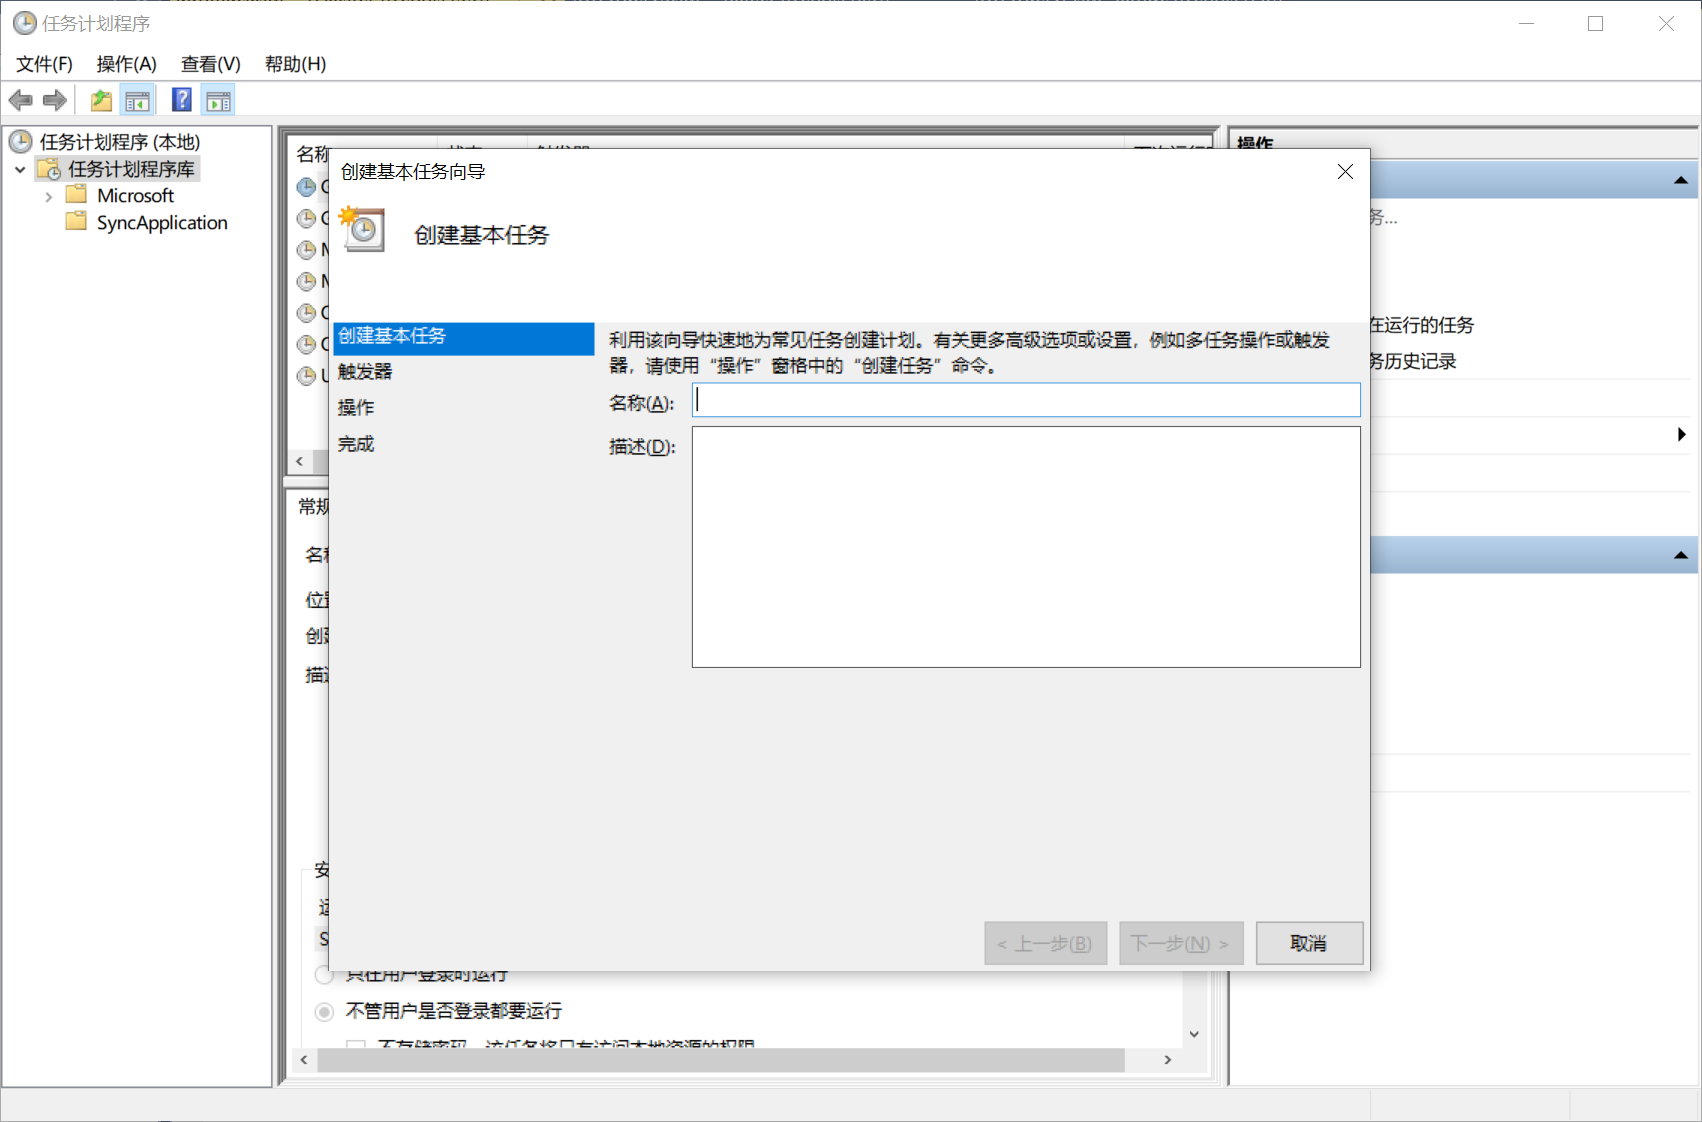 任务计划程序
文件(F) 操作(A) 查看(V) 帮助(H)
任务计划程序 (本地)
任务计划程序库
Microsoft
SyncApplication
名称
操作
创建基本任务向导
创建基本任务
创建基本任务
触发器
操作
完成
利用该向导快速地为常见任务创建计划。有关更多高级选项或设置，例如多任务操作或触发
器，请使用“操作”窗格中的“创建任务”命令。
名称(A):
描述(D):
< 上一步(B)
下一步(N) >
取消
务...
在运行的任务
务历史记录
常规
安
运
S
只在用户登录时运行
不管用户是否登录都要运行
不存储密码。该任务将只有访问本地资源的权限